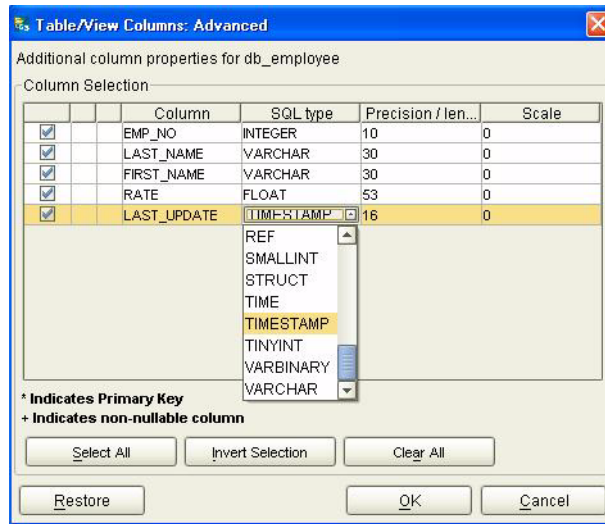 Table/View Columns: Advanced
Additional column properties for db_employee
Column Selection
Column SQL type Precision / len... Scale
EMP_NO INTEGER 10 0
LAST_NAME VARCHAR 30 0
FIRST_NAME VARCHAR 30 0
RATE FLOAT 53 0
LAST_UPDATE TIMESTAMP 16 0
REF
SMALLINT
STRUCT
TIME
TIMESTAMP
TINYINT
VARBINARY
VARCHAR
* Indicates Primary Key
+ Indicates non-nullable column
Select All Invert Selection Clear All
Restore OK Cancel